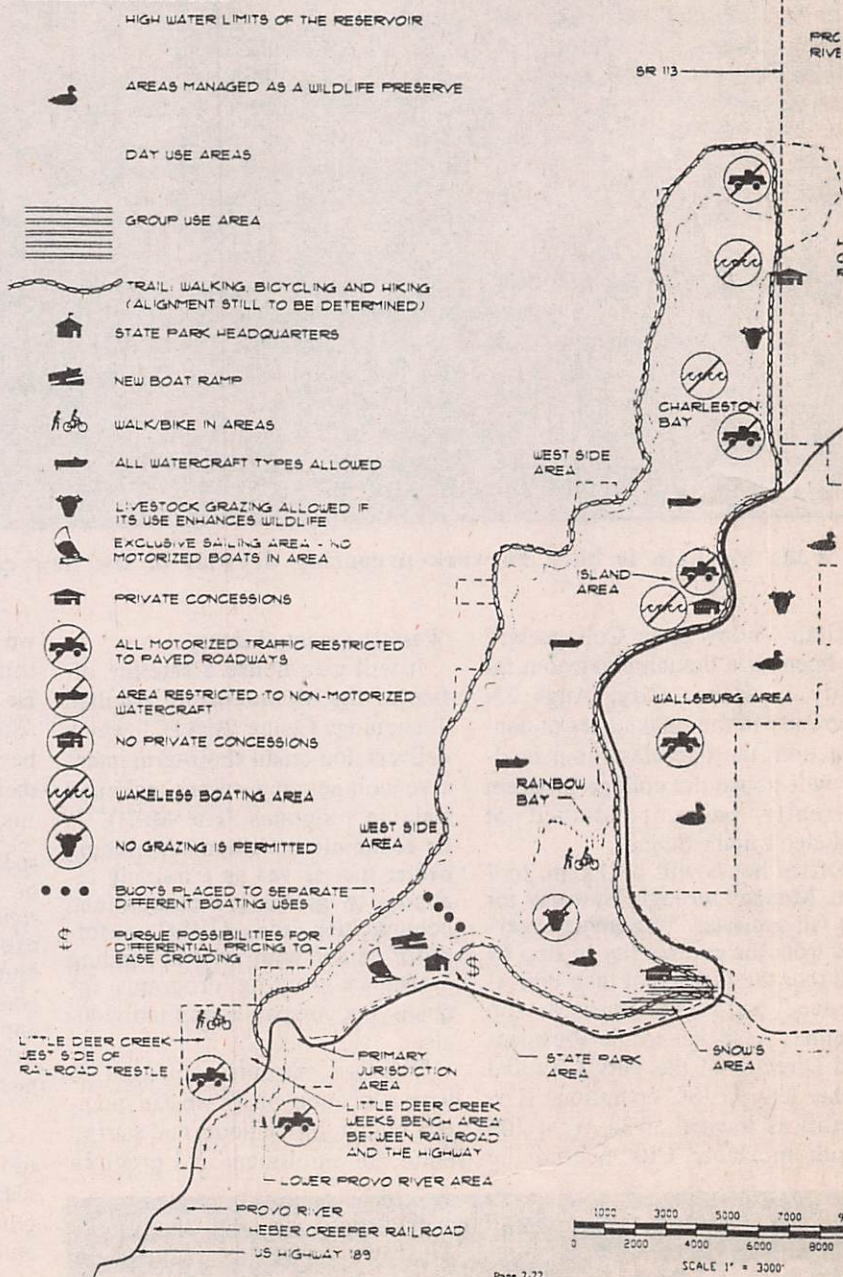 HIGH WATER LIMITS OF THE RESERVOIR
AREAS MANAGED AS A WILDLIFE PRESERVE
DAY USE AREAS
GROUP USE AREA
TRAIL: WALKING, BICYCLING AND HIKING
(ALIGNMENT STILL TO BE DETERMINED)
STATE PARK HEADQUARTERS
NEW BOAT RAMP
WALK/BIKE IN AREAS
ALL WATERCRAFT TYPES ALLOWED
LIVESTOCK GRAZING ALLOWED IF
ITS USE ENHANCES WILDLIFE
EXCLUSIVE SAILING AREA - NO
MOTORIZED BOATS IN AREA
PRIVATE CONCESSIONS
ALL MOTORIZED TRAFFIC RESTRICTED
TO PAVED ROADWAYS
AREA RESTRICTED TO NON-MOTORIZED
WATERCRAFT
NO PRIVATE CONCESSIONS
WAKELESS BOATING AREA
NO GRAZING IS PERMITTED
BUOYS PLACED TO SEPARATE
DIFFERENT BOATING USES
$ PURSUE POSSIBILITIES FOR
DIFFERENTIAL PRICING TO
EASE CROWDING
SR 113
CHARLESTON
BAY
WEST SIDE
AREA
ISLAND
AREA
WALLSBURG AREA
RAINBOW
BAY
WEST SIDE
AREA
$
LITTLE DEER CREEK
WEST SIDE OF
RAILROAD TRESTLE
PRIMARY
JURISDICTION
AREA
STATE PARK
AREA
SNOW'S
AREA
LITTLE DEER CREEK
WEEKS BENCH AREA
BETWEEN RAILROAD
AND THE HIGHWAY
LOWER PROVO RIVER AREA
PROVO RIVER
HEBER CREEPER RAILROAD
US HIGHWAY 189
1000 3000 5000 7000
0 2000 4000 6000 8000
SCALE 1" = 3000'